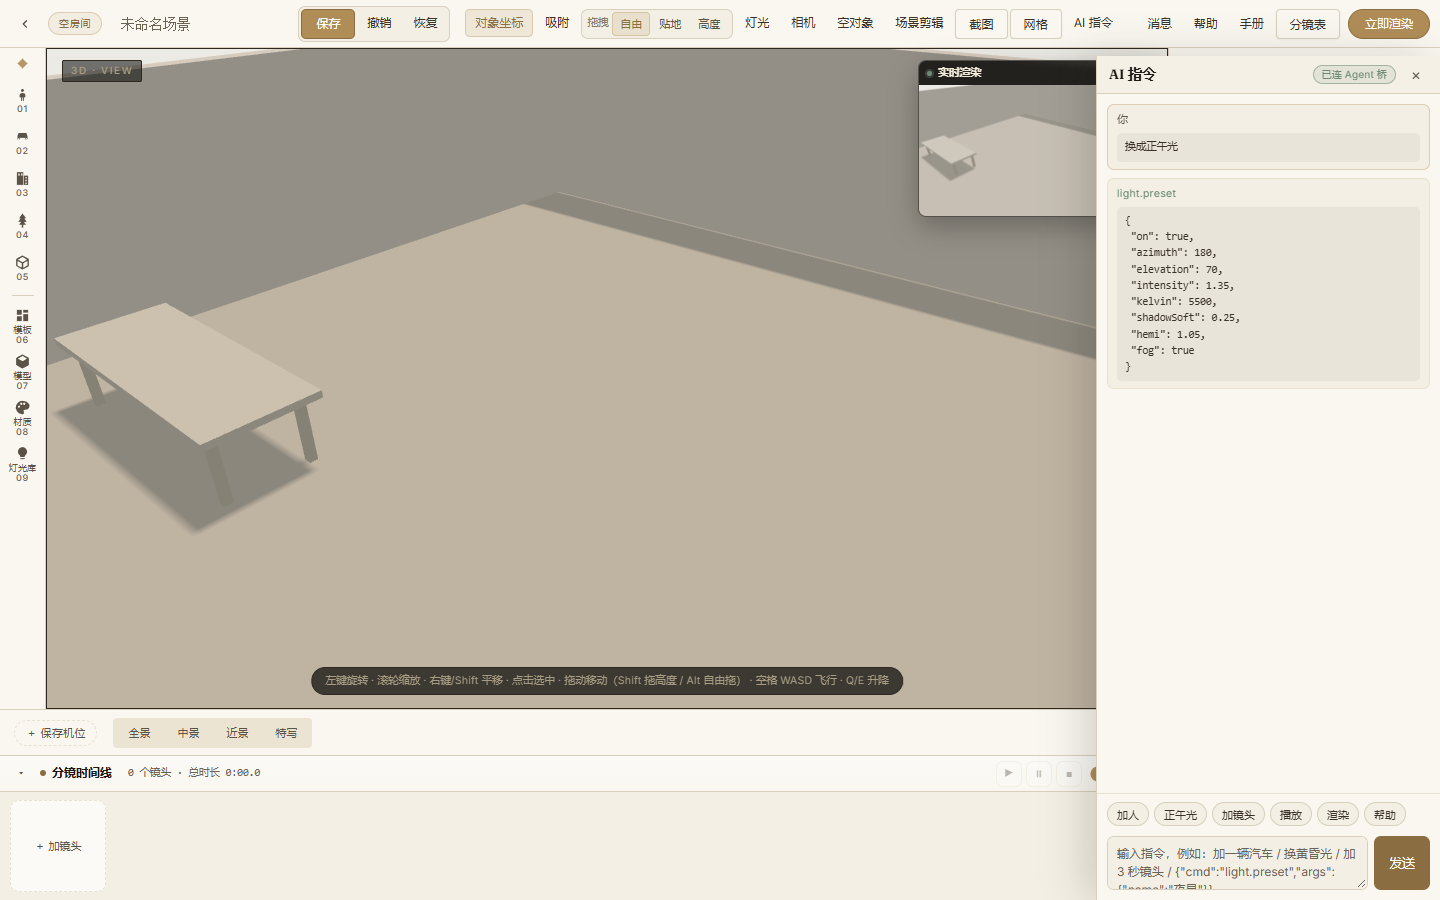 空房间
未命名场景
保存
撤销
恢复
对象坐标
吸附
拖拽
自由
贴地
高度
灯光
相机
空对象
场景剪辑
截图
网格
AI 指令
消息
帮助
手册
分镜表
立即渲染
01
02
03
04
05
模板
06
模型
07
材质
08
灯光库
09
3D · VIEW
实时渲染
左键旋转 · 滚轮缩放 · 右键/Shift 平移 · 点击选中 · 拖动移动（Shift 拖高度 / Alt 自由拖） · 空格 WASD 飞行 · Q/E 升降
+ 保存机位
全景
中景
近景
特写
分镜时间线
0 个镜头 · 总时长 0:00.0
+ 加镜头
AI 指令
已连 Agent 桥
×
你
换成正午光
light.preset
{
"on": true,
"azimuth": 180,
"elevation": 70,
"intensity": 1.35,
"kelvin": 5500,
"shadowSoft": 0.25,
"hemi": 1.05,
"fog": true
}
加人
正午光
加镜头
播放
渲染
帮助
输入指令，例如：加一辆汽车 / 换黄昏光 / 加
3 秒镜头 / {"cmd":"light.preset","args":
{"name":"夜景"}}
发送